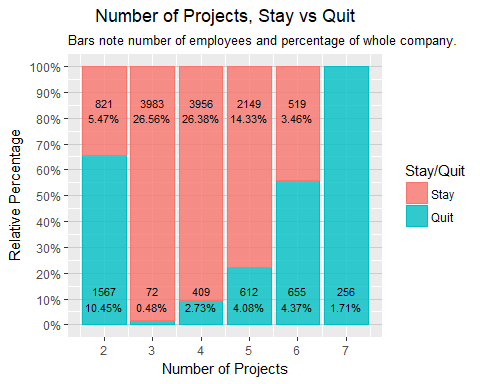 Number of Projects, Stay vs Quit
Bars note number of employees and percentage of whole company.
Relative Percentage
100%
90%
80%
70%
60%
50%
40%
30%
20%
10%
0%
821 3983 3956 2149 519
5.47% 26.56% 26.38% 14.33% 3.46%
1567 72 409 612 655 256
10.45% 0.48% 2.73% 4.08% 4.37% 1.71%
2 3 4 5 6 7
Number of Projects
Stay/Quit
Stay
Quit